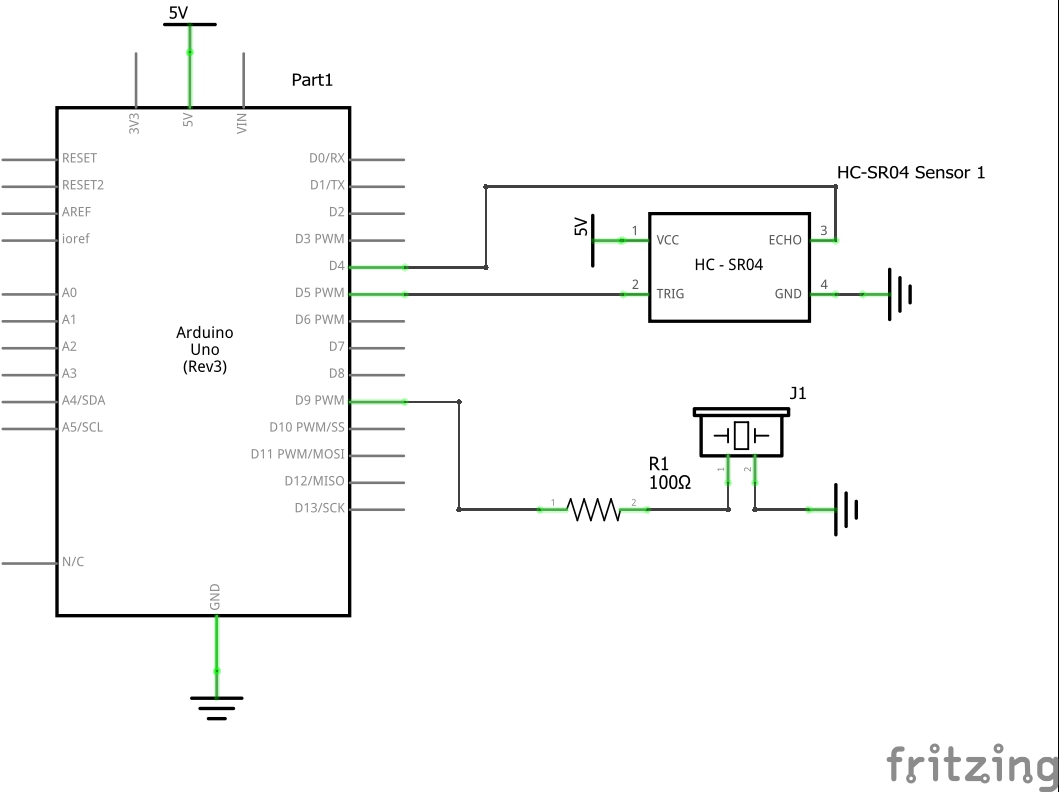 5V
Part1
3V3
5V
VIN
RESET
RESET2
AREF
ioref
A0
A1
A2
A3
A4/SDA
A5/SCL
N/C
Arduino
Uno
(Rev3)
D0/RX
D1/TX
D2
D3 PWM
D4
D5 PWM
D6 PWM
D7
D8
D9 PWM
D10 PWM/SS
D11 PWM/MOSI
D12/MISO
D13/SCK
GND
HC-SR04 Sensor 1
5V
1
VCC
ECHO
3
HC - SR04
2
TRIG
GND
4
J1
1
2
R1
100Ω
1
2
fritzing